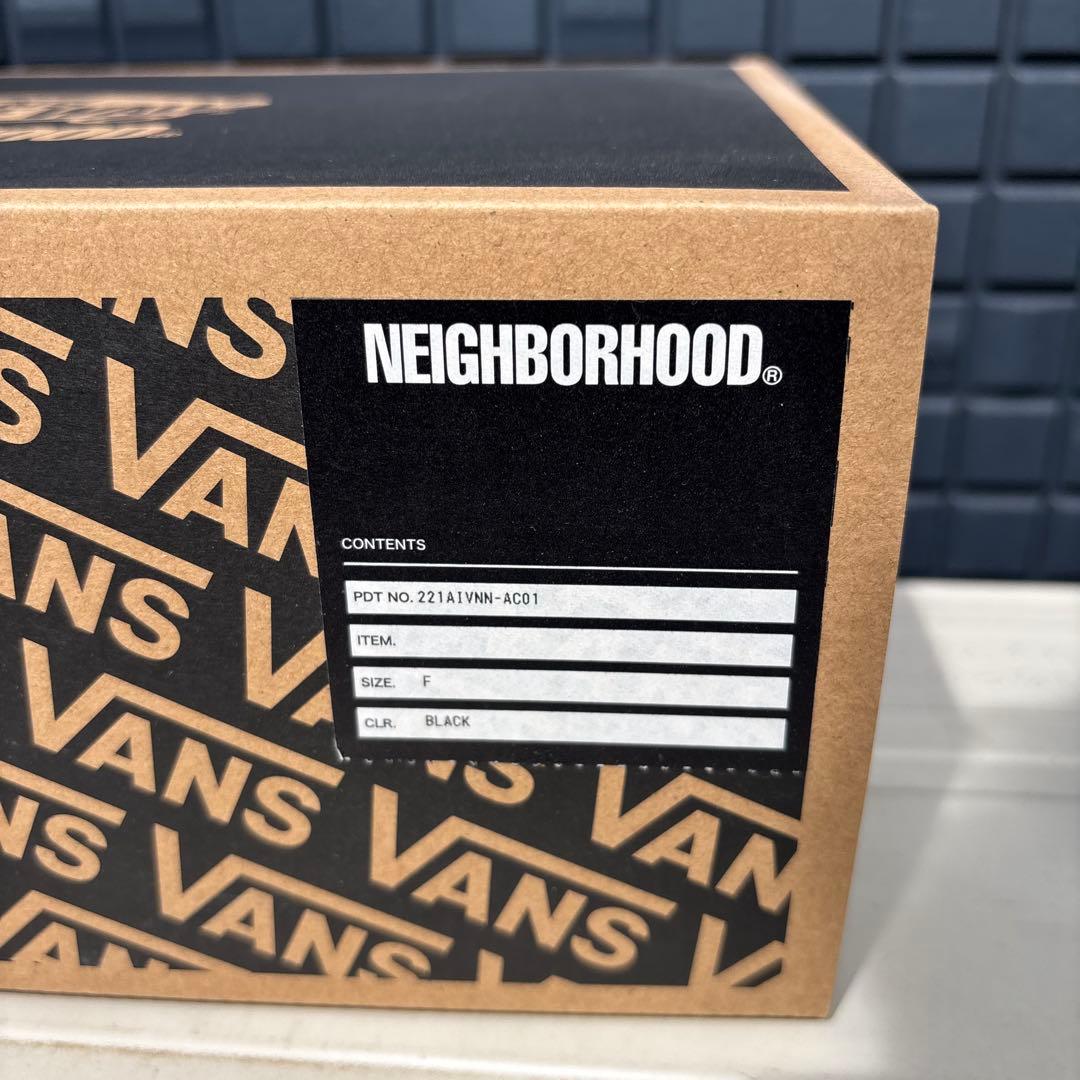 NEIGHBORHOOD®
CONTENTS
PDT NO. 221AIVNN-AC01
ITEM.
SIZE. F
CLR. BLACK
VANS
VANS
VANS
VANS
VANS
VANS
VANS